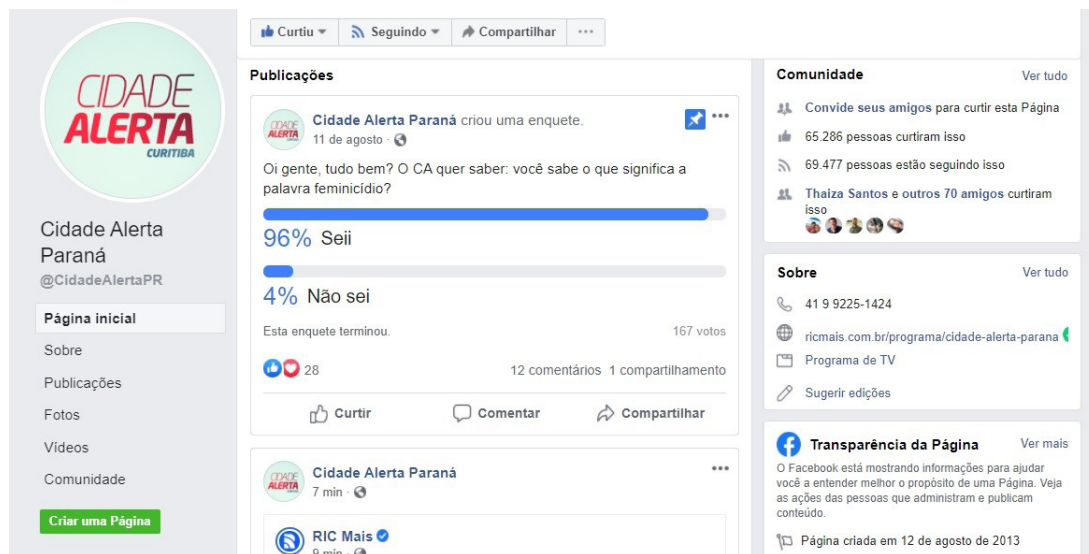 CIDADE
ALERTA
CURITIBA
Cidade Alerta
Paraná
@CidadeAlertaPR
Página inicial
Sobre
Publicações
Fotos
Vídeos
Comunidade
Criar uma Página
Curtiu
Seguindo
Compartilhar
Publicações
CIDADE
ALERTA
Cidade Alerta Paraná criou uma enquete.
11 de agosto ·
Oi gente, tudo bem? O CA quer saber: você sabe o que significa a
palavra feminicídio?
96% Seii
4% Não sei
Esta enquete terminou.
167 votos
28
12 comentários 1 compartilhamento
Curtir
Comentar
Compartilhar
CIDADE
ALERTA
Cidade Alerta Paraná
7 min ·
RIC Mais
9 min ·
Comunidade
Ver tudo
Convide seus amigos para curtir esta Página
65.286 pessoas curtiram isso
69.477 pessoas estão seguindo isso
Thaiza Santos e outros 70 amigos curtiram
isso
Sobre
Ver tudo
41 9 9225-1424
ricmais.com.br/programa/cidade-alerta-parana
Programa de TV
Sugerir edições
Transparência da Página
Ver mais
O Facebook está mostrando informações para ajudar
você a entender melhor o propósito de uma Página. Veja
as ações das pessoas que administram e publicam
conteúdo.
Página criada em 12 de agosto de 2013